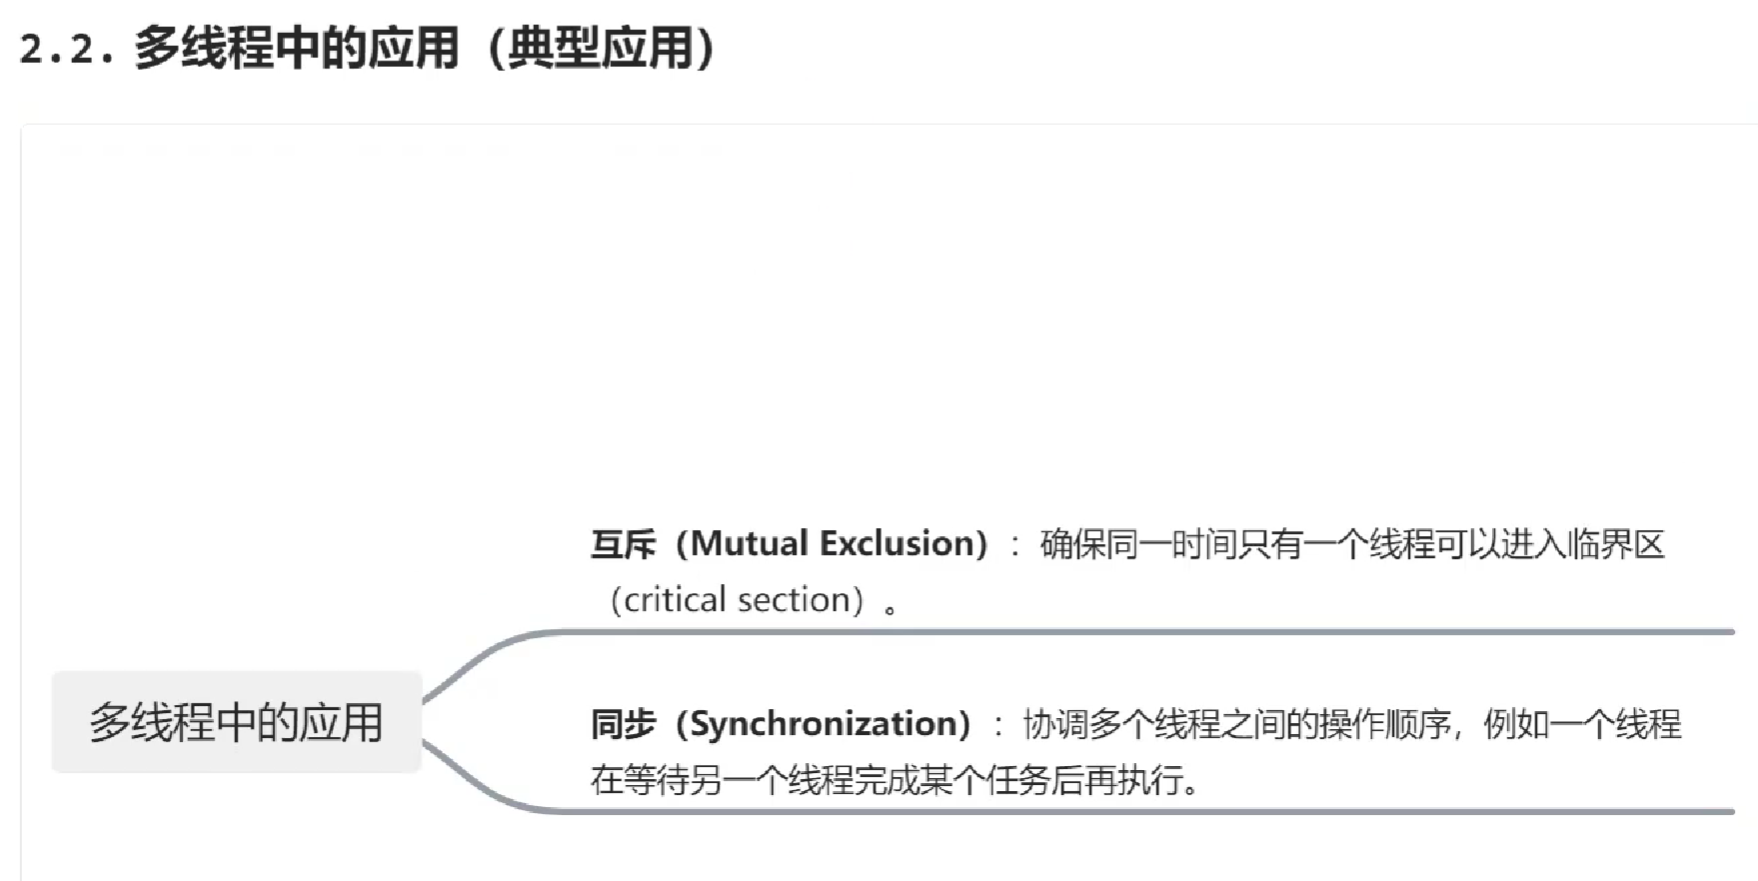 2.2. 多线程中的应用（典型应用）
互斥（Mutual Exclusion）：确保同一时间只有一个线程可以进入临界区
（critical section）。
多线程中的应用
同步（Synchronization）：协调多个线程之间的操作顺序，例如一个线程
在等待另一个线程完成某个任务后再执行。